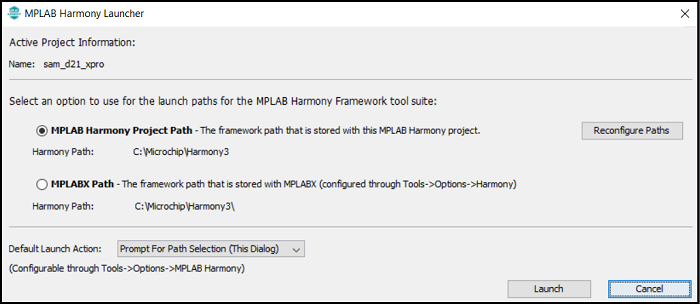 MPLAB Harmony Launcher
Active Project Information:
Name: sam_d21_xpro
Select an option to use for the launch paths for the MPLAB Harmony Framework tool suite:
MPLAB Harmony Project Path - The framework path that is stored with this MPLAB Harmony project.
Reconfigure Paths
Harmony Path: C:\Microchip\Harmony3
MPLABX Path - The framework path that is stored with MPLABX (configured through Tools->Options->Harmony)
Harmony Path: C:\Microchip\Harmony3\
Default Launch Action: Prompt For Path Selection (This Dialog)
(Configurable through Tools->Options->MPLAB Harmony)
Launch
Cancel